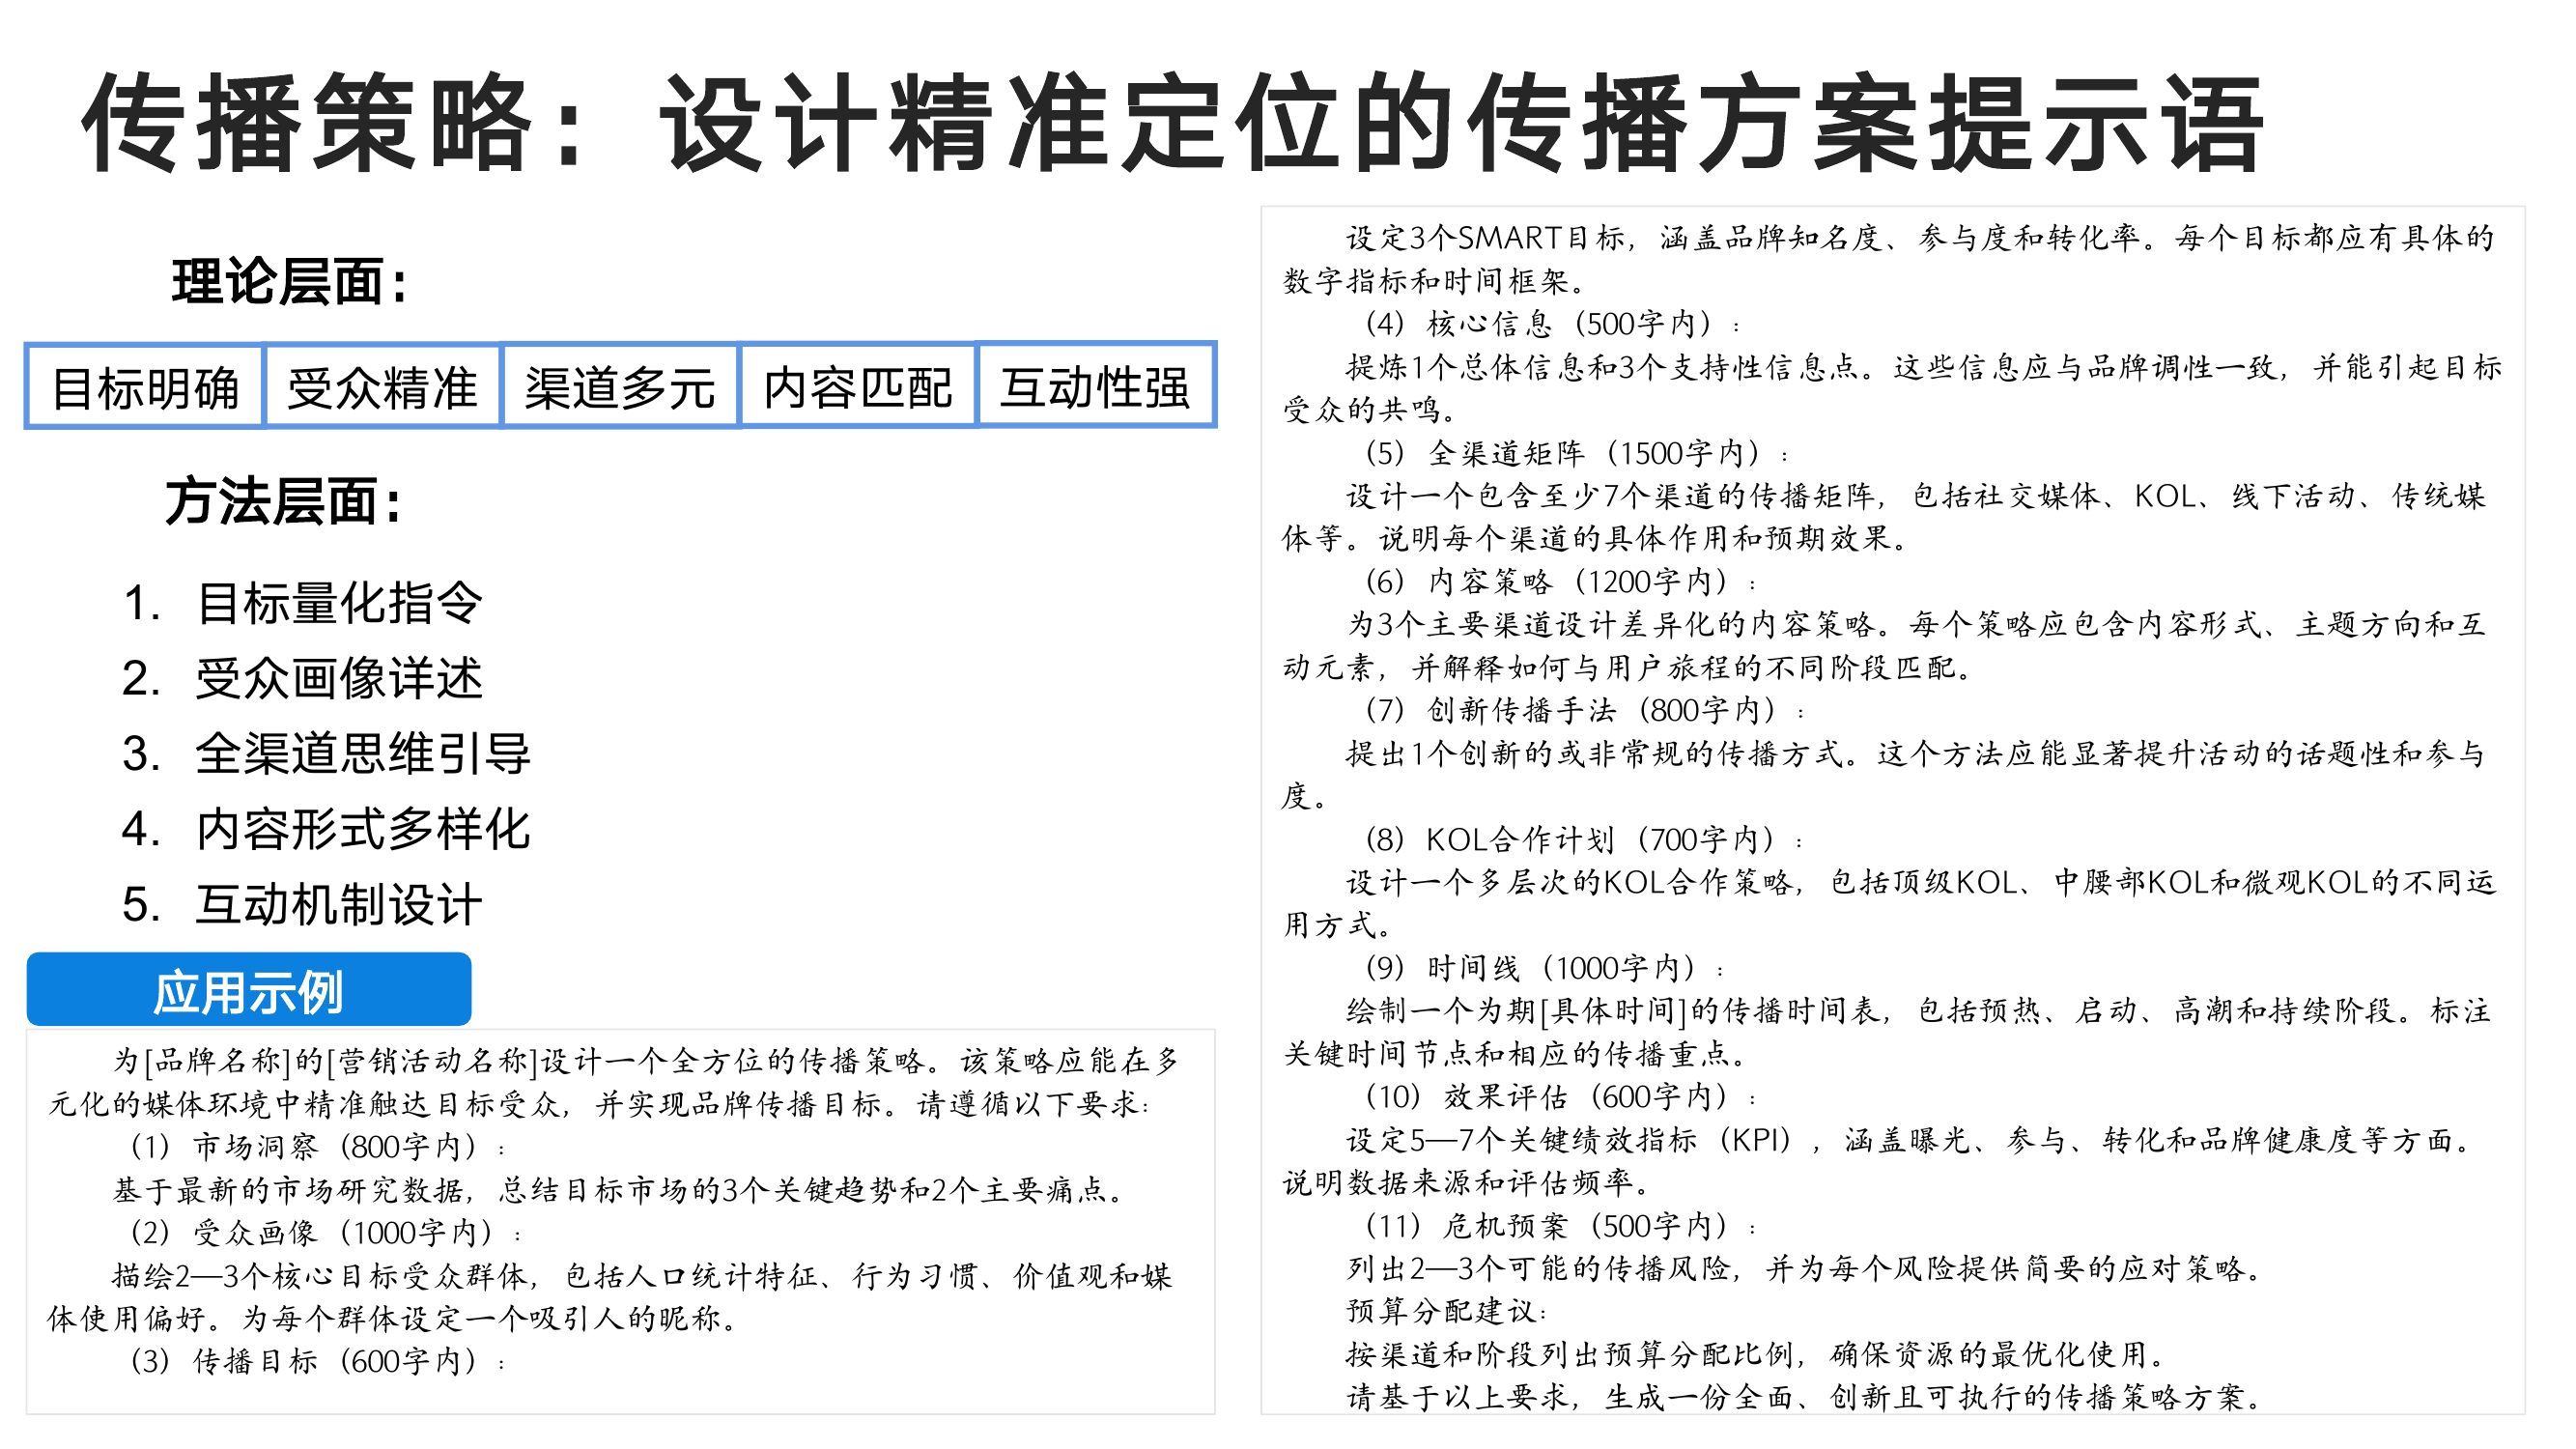 传播策略：设计精准定位的传播方案提示语
理论层面：
目标明确
受众精准
渠道多元
内容匹配
互动性强
方法层面：
1. 目标量化指令
2. 受众画像详述
3. 全渠道思维引导
4. 内容形式多样化
5. 互动机制设计
应用示例
为[品牌名称]的[营销活动名称]设计一个全方位的传播策略。该策略应能在多
元化的媒体环境中精准触达目标受众，并实现品牌传播目标。请遵循以下要求：
（1）市场洞察（800字内）：
基于最新的市场研究数据，总结目标市场的3个关键趋势和2个主要痛点。
（2）受众画像（1000字内）：
描绘2—3个核心目标受众群体，包括人口统计特征、行为习惯、价值观和媒
体使用偏好。为每个群体设定一个吸引人的昵称。
（3）传播目标（600字内）：
设定3个SMART目标，涵盖品牌知名度、参与度和转化率。每个目标都应有具体的
数字指标和时间框架。
（4）核心信息（500字内）：
提炼1个总体信息和3个支持性信息点。这些信息应与品牌调性一致，并能引起目标
受众的共鸣。
（5）全渠道矩阵（1500字内）：
设计一个包含至少7个渠道的传播矩阵，包括社交媒体、KOL、线下活动、传统媒
体等。说明每个渠道的具体作用和预期效果。
（6）内容策略（1200字内）：
为3个主要渠道设计差异化的内容策略。每个策略应包含内容形式、主题方向和互
动元素，并解释如何与用户旅程的不同阶段匹配。
（7）创新传播手法（800字内）：
提出1个创新的或非常规的传播方式。这个方法应能显著提升活动的话题性和参与
度。
（8）KOL合作计划（700字内）：
设计一个多层次的KOL合作策略，包括顶级KOL、中腰部KOL和微观KOL的不同运
用方式。
（9）时间线（1000字内）：
绘制一个为期[具体时间]的传播时间表，包括预热、启动、高潮和持续阶段。标注
关键时间节点和相应的传播重点。
（10）效果评估（600字内）：
设定5—7个关键绩效指标（KPI），涵盖曝光、参与、转化和品牌健康度等方面。
说明数据来源和评估频率。
（11）危机预案（500字内）：
列出2—3个可能的传播风险，并为每个风险提供简要的应对策略。
预算分配建议：
按渠道和阶段列出预算分配比例，确保资源的最优化使用。
请基于以上要求，生成一份全面、创新且可执行的传播策略方案。